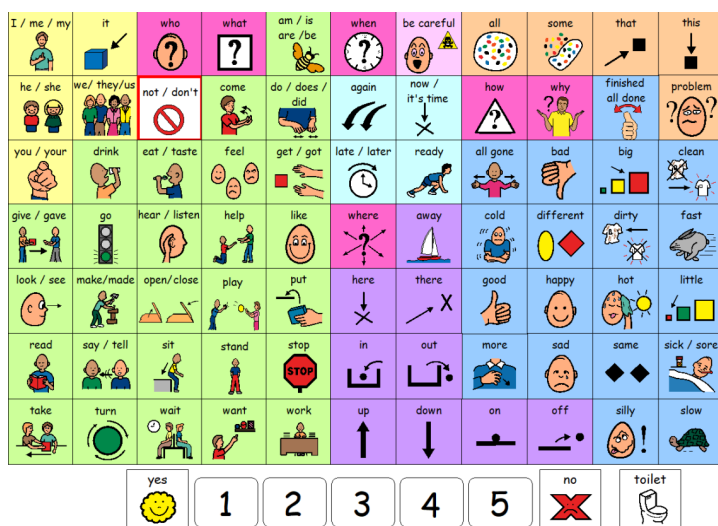 I / me / my
it
who
what
am / is
are /be
when
be careful
all
some
that
this
he / she
we/ they/us
not / don't
come
do / does /
did
again
now /
it's time
how
why
finished
all done
problem
you / your
drink
eat / taste
feel
get / got
late / later
ready
all gone
bad
big
clean
give / gave
go
hear / listen
help
like
where
away
cold
different
dirty
fast
look / see
make/made
open/close
play
put
here
there
good
happy
hot
little
read
say / tell
sit
stand
stop
STOP
in
out
more
sad
same
sick / sore
take
turn
wait
want
work
up
down
on
off
silly
slow
yes
1
2
3
4
5
no
toilet